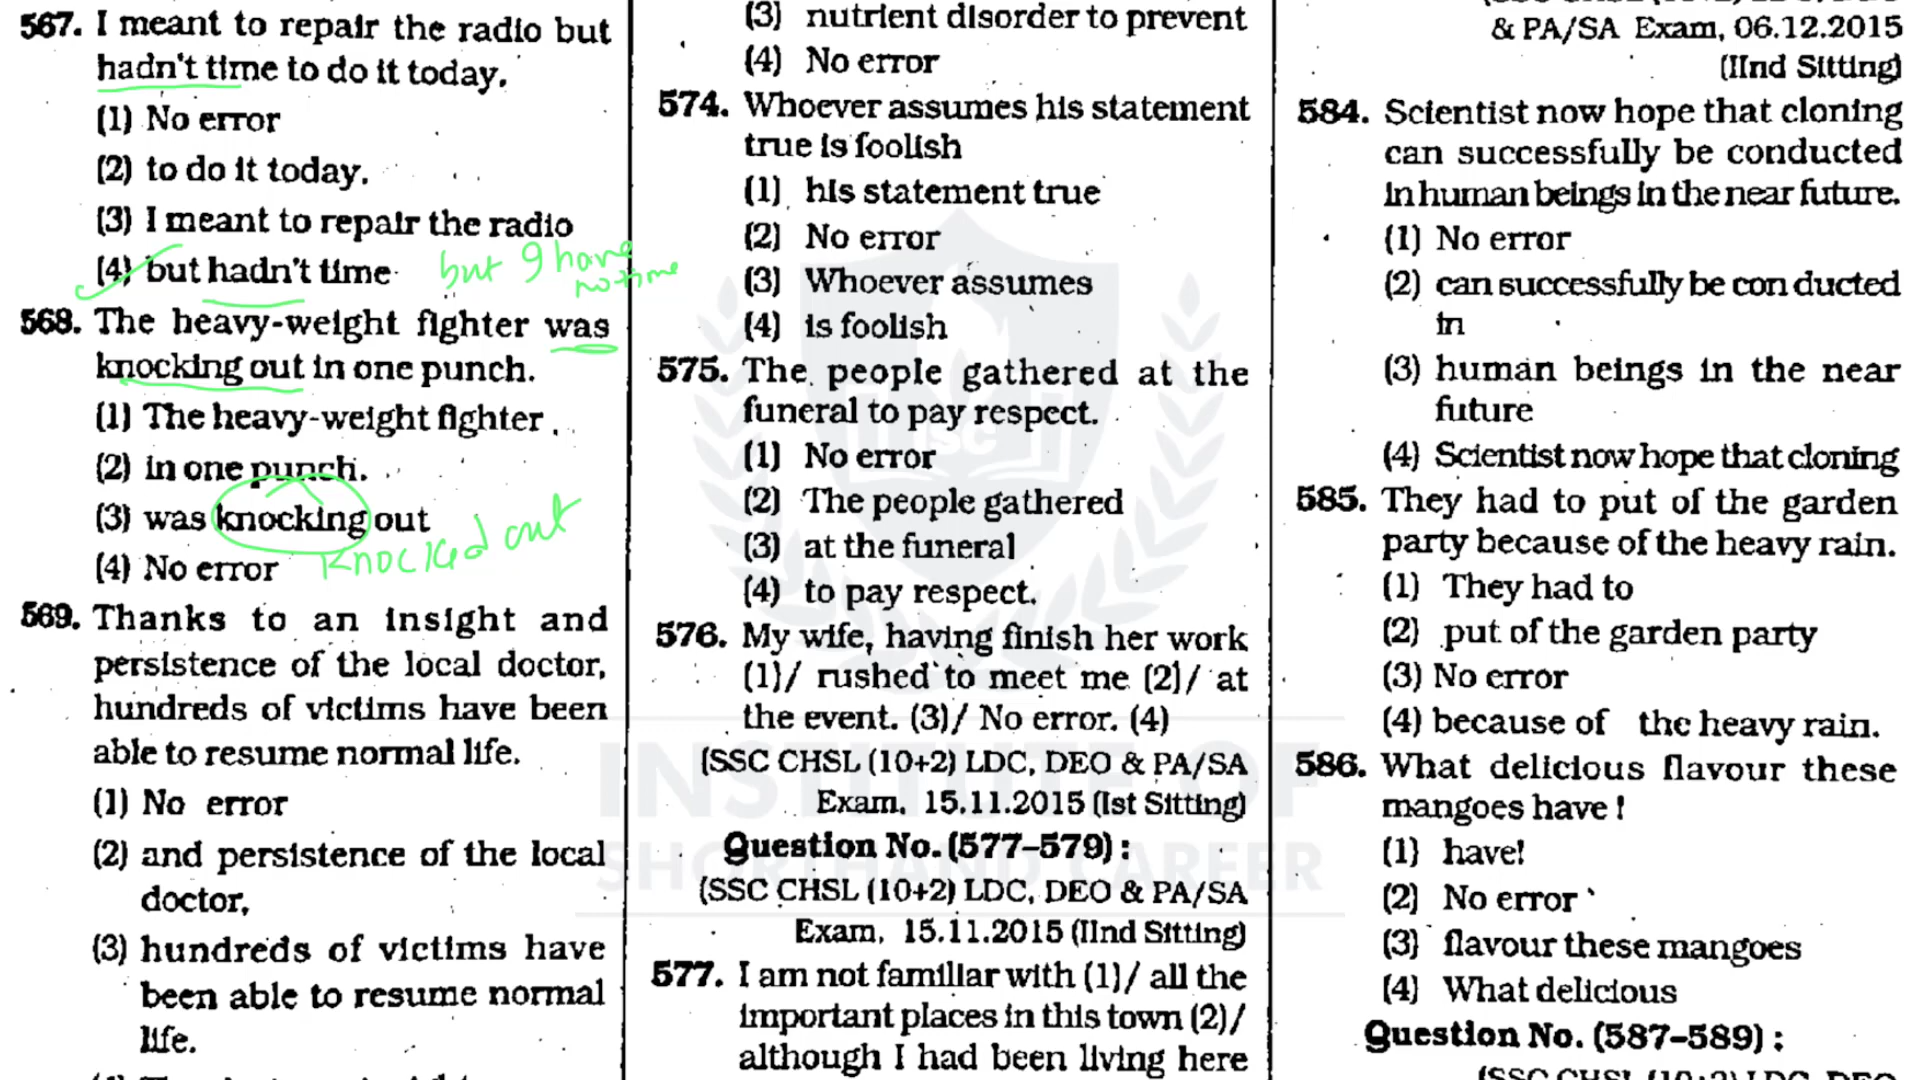 567. I meant to repair the radio but
hadn't time to do it today.
(1) No error
(2) to do it today.
(3) I meant to repair the radio
(4) but hadn't time
but I have
no time
568. The heavy-weight fighter was
knocking out in one punch.
(1) The heavy-weight fighter
(2) in one punch.
(3) was knocking out
knocked out
(4) No error
569. Thanks to an insight and
persistence of the local doctor,
hundreds of victims have been
able to resume normal life.
(1) No error
(2) and persistence of the local
doctor,
(3) hundreds of victims have
been able to resume normal
life.
(3) nutrient disorder to prevent
(4) No error
574. Whoever assumes his statement
true is foolish
(1) his statement true
(2) No error
(3) Whoever assumes
(4) is foolish
575. The people gathered at the
funeral to pay respect.
(1) No error
(2) The people gathered
(3) at the funeral
(4) to pay respect.
576. My wife, having finish her work
(1)/ rushed to meet me (2)/ at
the event. (3)/ No error. (4)
(SSC CHSL (10+2) LDC, DEO & PA/SA
Exam. 15.11.2015 (Ist Sitting)
Question No. (577–579) :
(SSC CHSL (10+2) LDC, DEO & PA/SA
Exam, 15.11.2015 (IInd Sitting)
577. I am not familiar with (1)/ all the
important places in this town (2)/
although I had been living here
& PA/SA Exam, 06.12.2015
(IInd Sitting)
584. Scientist now hope that cloning
can successfully be conducted
in human beings in the near future.
(1) No error
(2) can successfully be con ducted
in
(3) human beings in the near
future
(4) Scientist now hope that cloning
585. They had to put of the garden
party because of the heavy rain.
(1) They had to
(2) put of the garden party
(3) No error
(4) because of the heavy rain.
586. What delicious flavour these
mangoes have !
(1) have!
(2) No error
(3) flavour these mangoes
(4) What delicious
Question No. (587–589) :
ISC
INSTITUTE OF
SHORTHAND CAREER